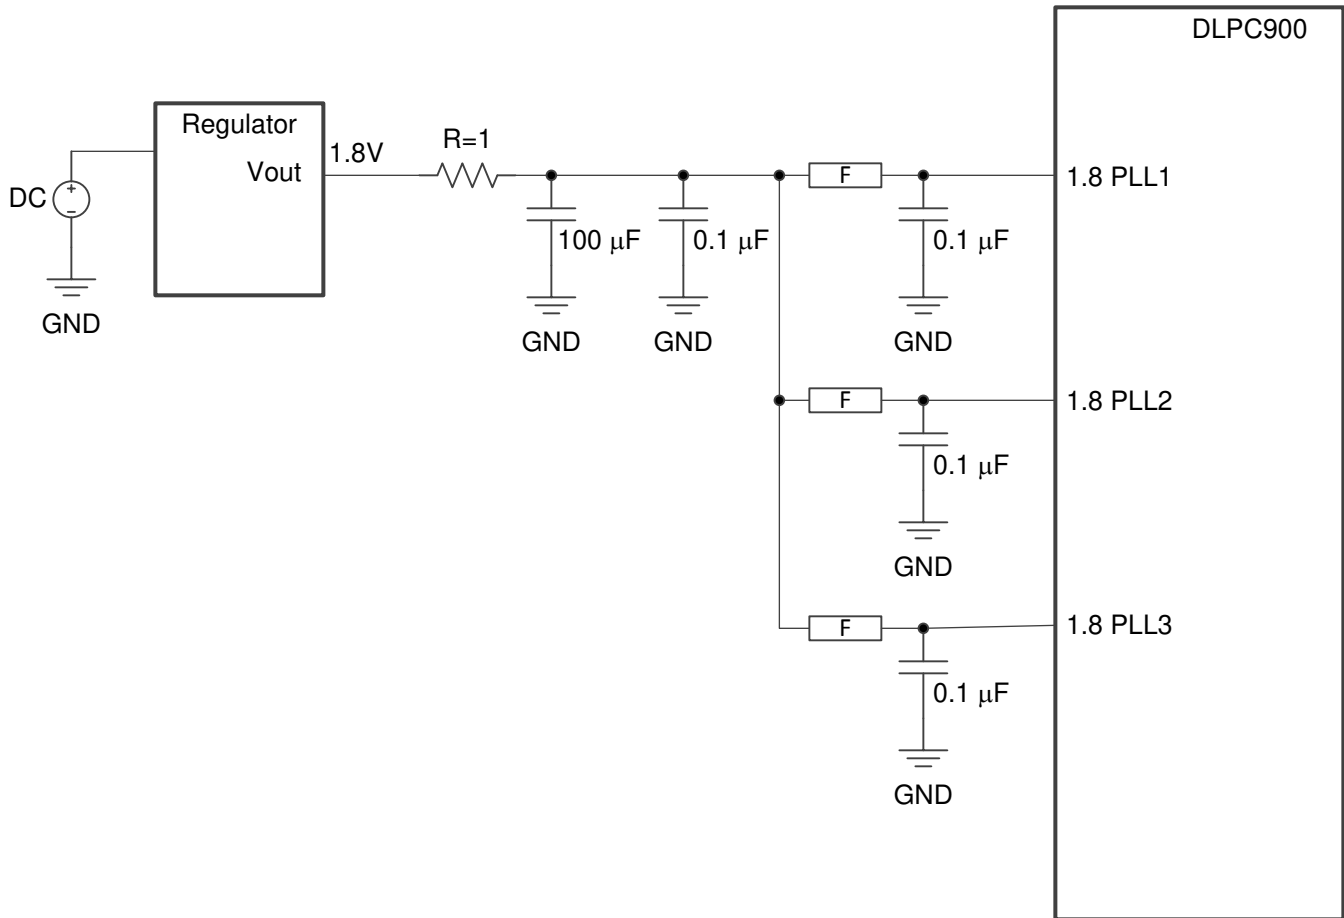 DLPC900
Regulator
Vout
1.8V
R=1
DC
GND
100 μF
0.1 μF
GND
GND
F
0.1 μF
GND
1.8 PLL1
F
0.1 μF
GND
1.8 PLL2
F
0.1 μF
GND
1.8 PLL3